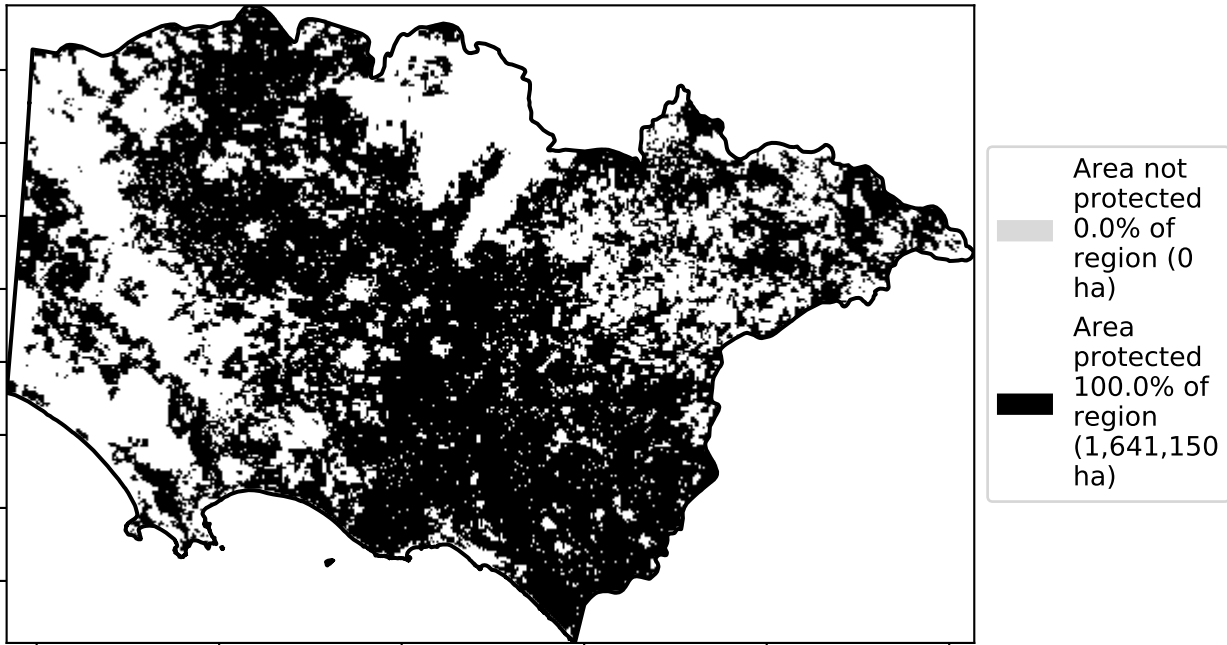 Area not
protected
0.0% of
region (0
ha)
Area
protected
100.0% of
region
(1,641,150
ha)